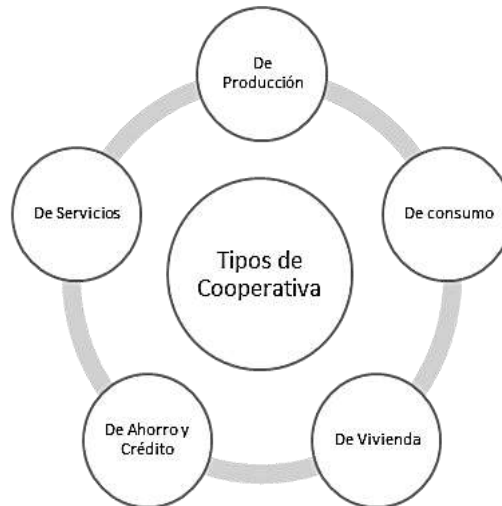 De
Producción
De Servicios
De consumo
Tipos de
Cooperativa
De Ahorro y
Crédito
De Vivienda